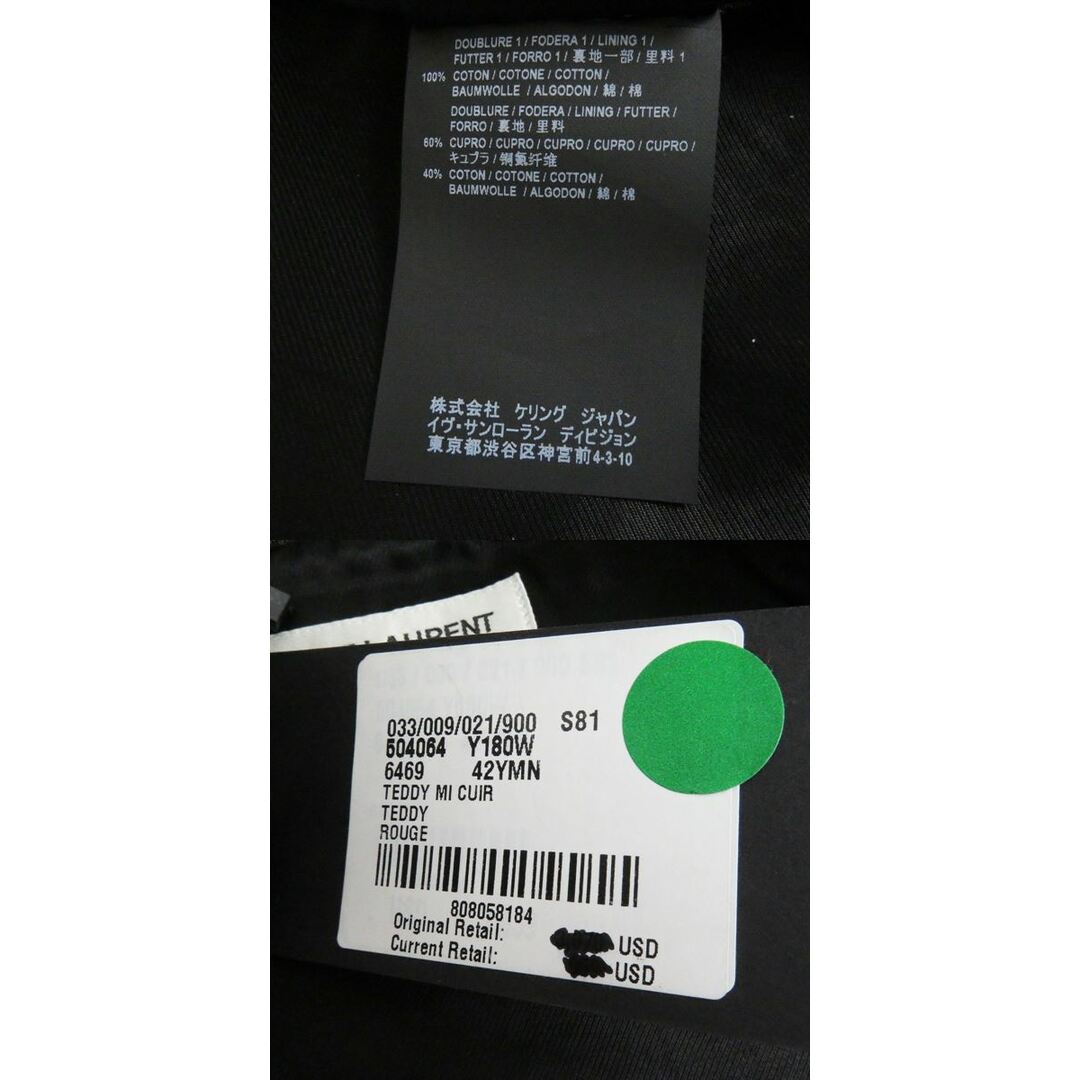 DOUBLURE 1 / FODERA 1 / LINING 1 /
FUTTER 1 / FORRO 1 / 裏地一部 / 里料 1
100% COTON / COTONE / COTTON /
BAUMWOLLE / ALGODON / 綿 / 棉
DOUBLURE / FODERA / LINING / FUTTER /
FORRO / 裏地 / 里料
60% CUPRO / CUPRO / CUPRO / CUPRO / CUPRO /
キュプラ / 铜氨纤维
40% COTON / COTONE / COTTON /
BAUMWOLLE / ALGODON / 綿 / 棉
株式会社 ケリング ジャパン
イヴ・サンローラン ディビジョン
東京都渋谷区神宮前4-3-10
LAURENT
033/009/021/900 S81
504064 Y180W
6469 42YMN
TEDDY MI CUIR
TEDDY
ROUGE
808058184
Original Retail: USD
Current Retail: USD